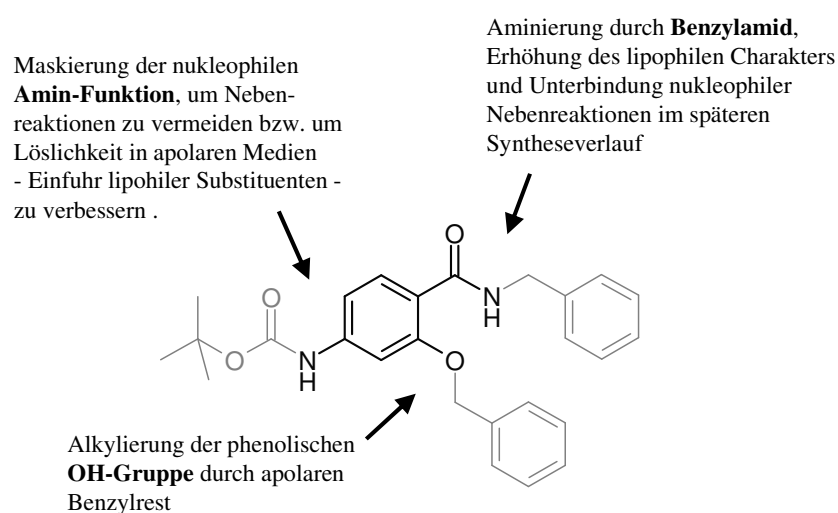 Aminierung durch Benzylamid,
Erhöhung des lipophilen Charakters
und Unterbindung nukleophiler
Nebenreaktionen im späteren
Syntheseverlauf
Maskierung der nukleophilen
Amin-Funktion, um Neben-
reaktionen zu vermeiden bzw. um
Löslichkeit in apolaren Medien
- Einfuhr lipohiler Substituenten -
zu verbessern .
O
N
H
O
O
N
H
O
Alkylierung der phenolischen
OH-Gruppe durch apolaren
Benzylrest